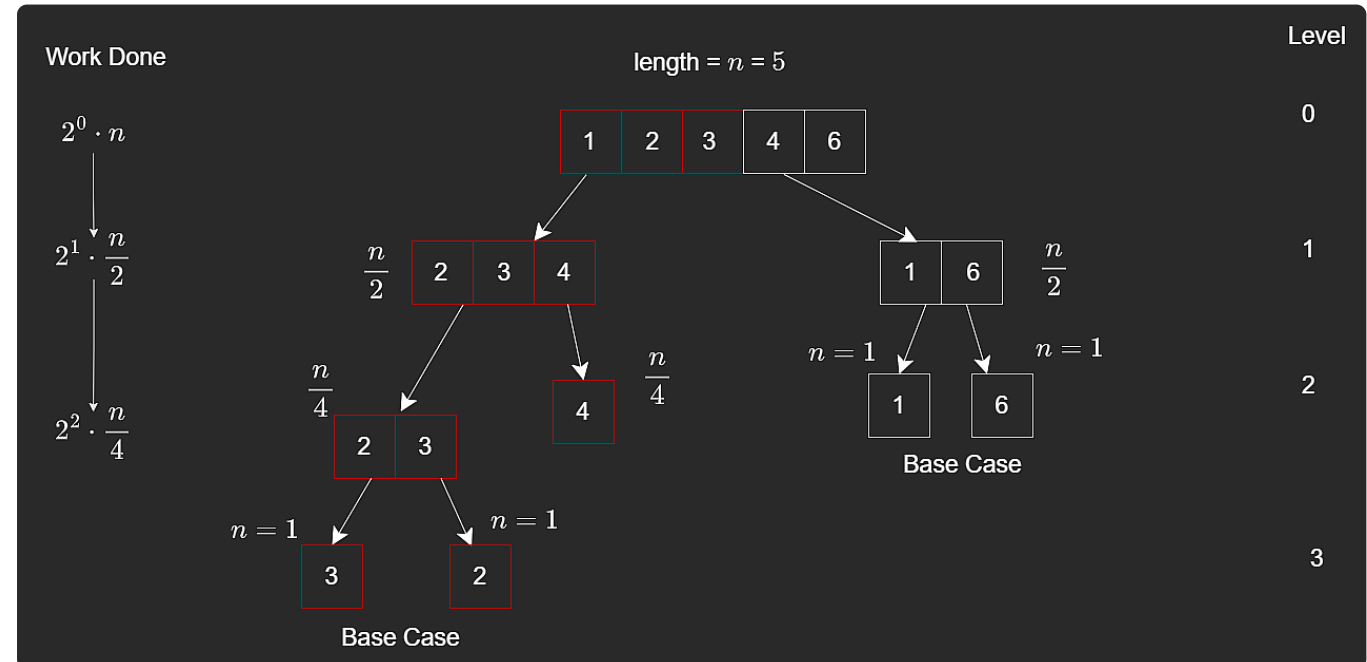 Work Done
length = n = 5
Level
2^0 · n
1 2 3 4 6
0
2^1 · n/2
n/2
2 3 4
1 6
n/2
1
n/4
2 3
4
n/4
n = 1
1
n = 1
6
2
2^2 · n/4
Base Case
n = 1
3
n = 1
2
3
Base Case